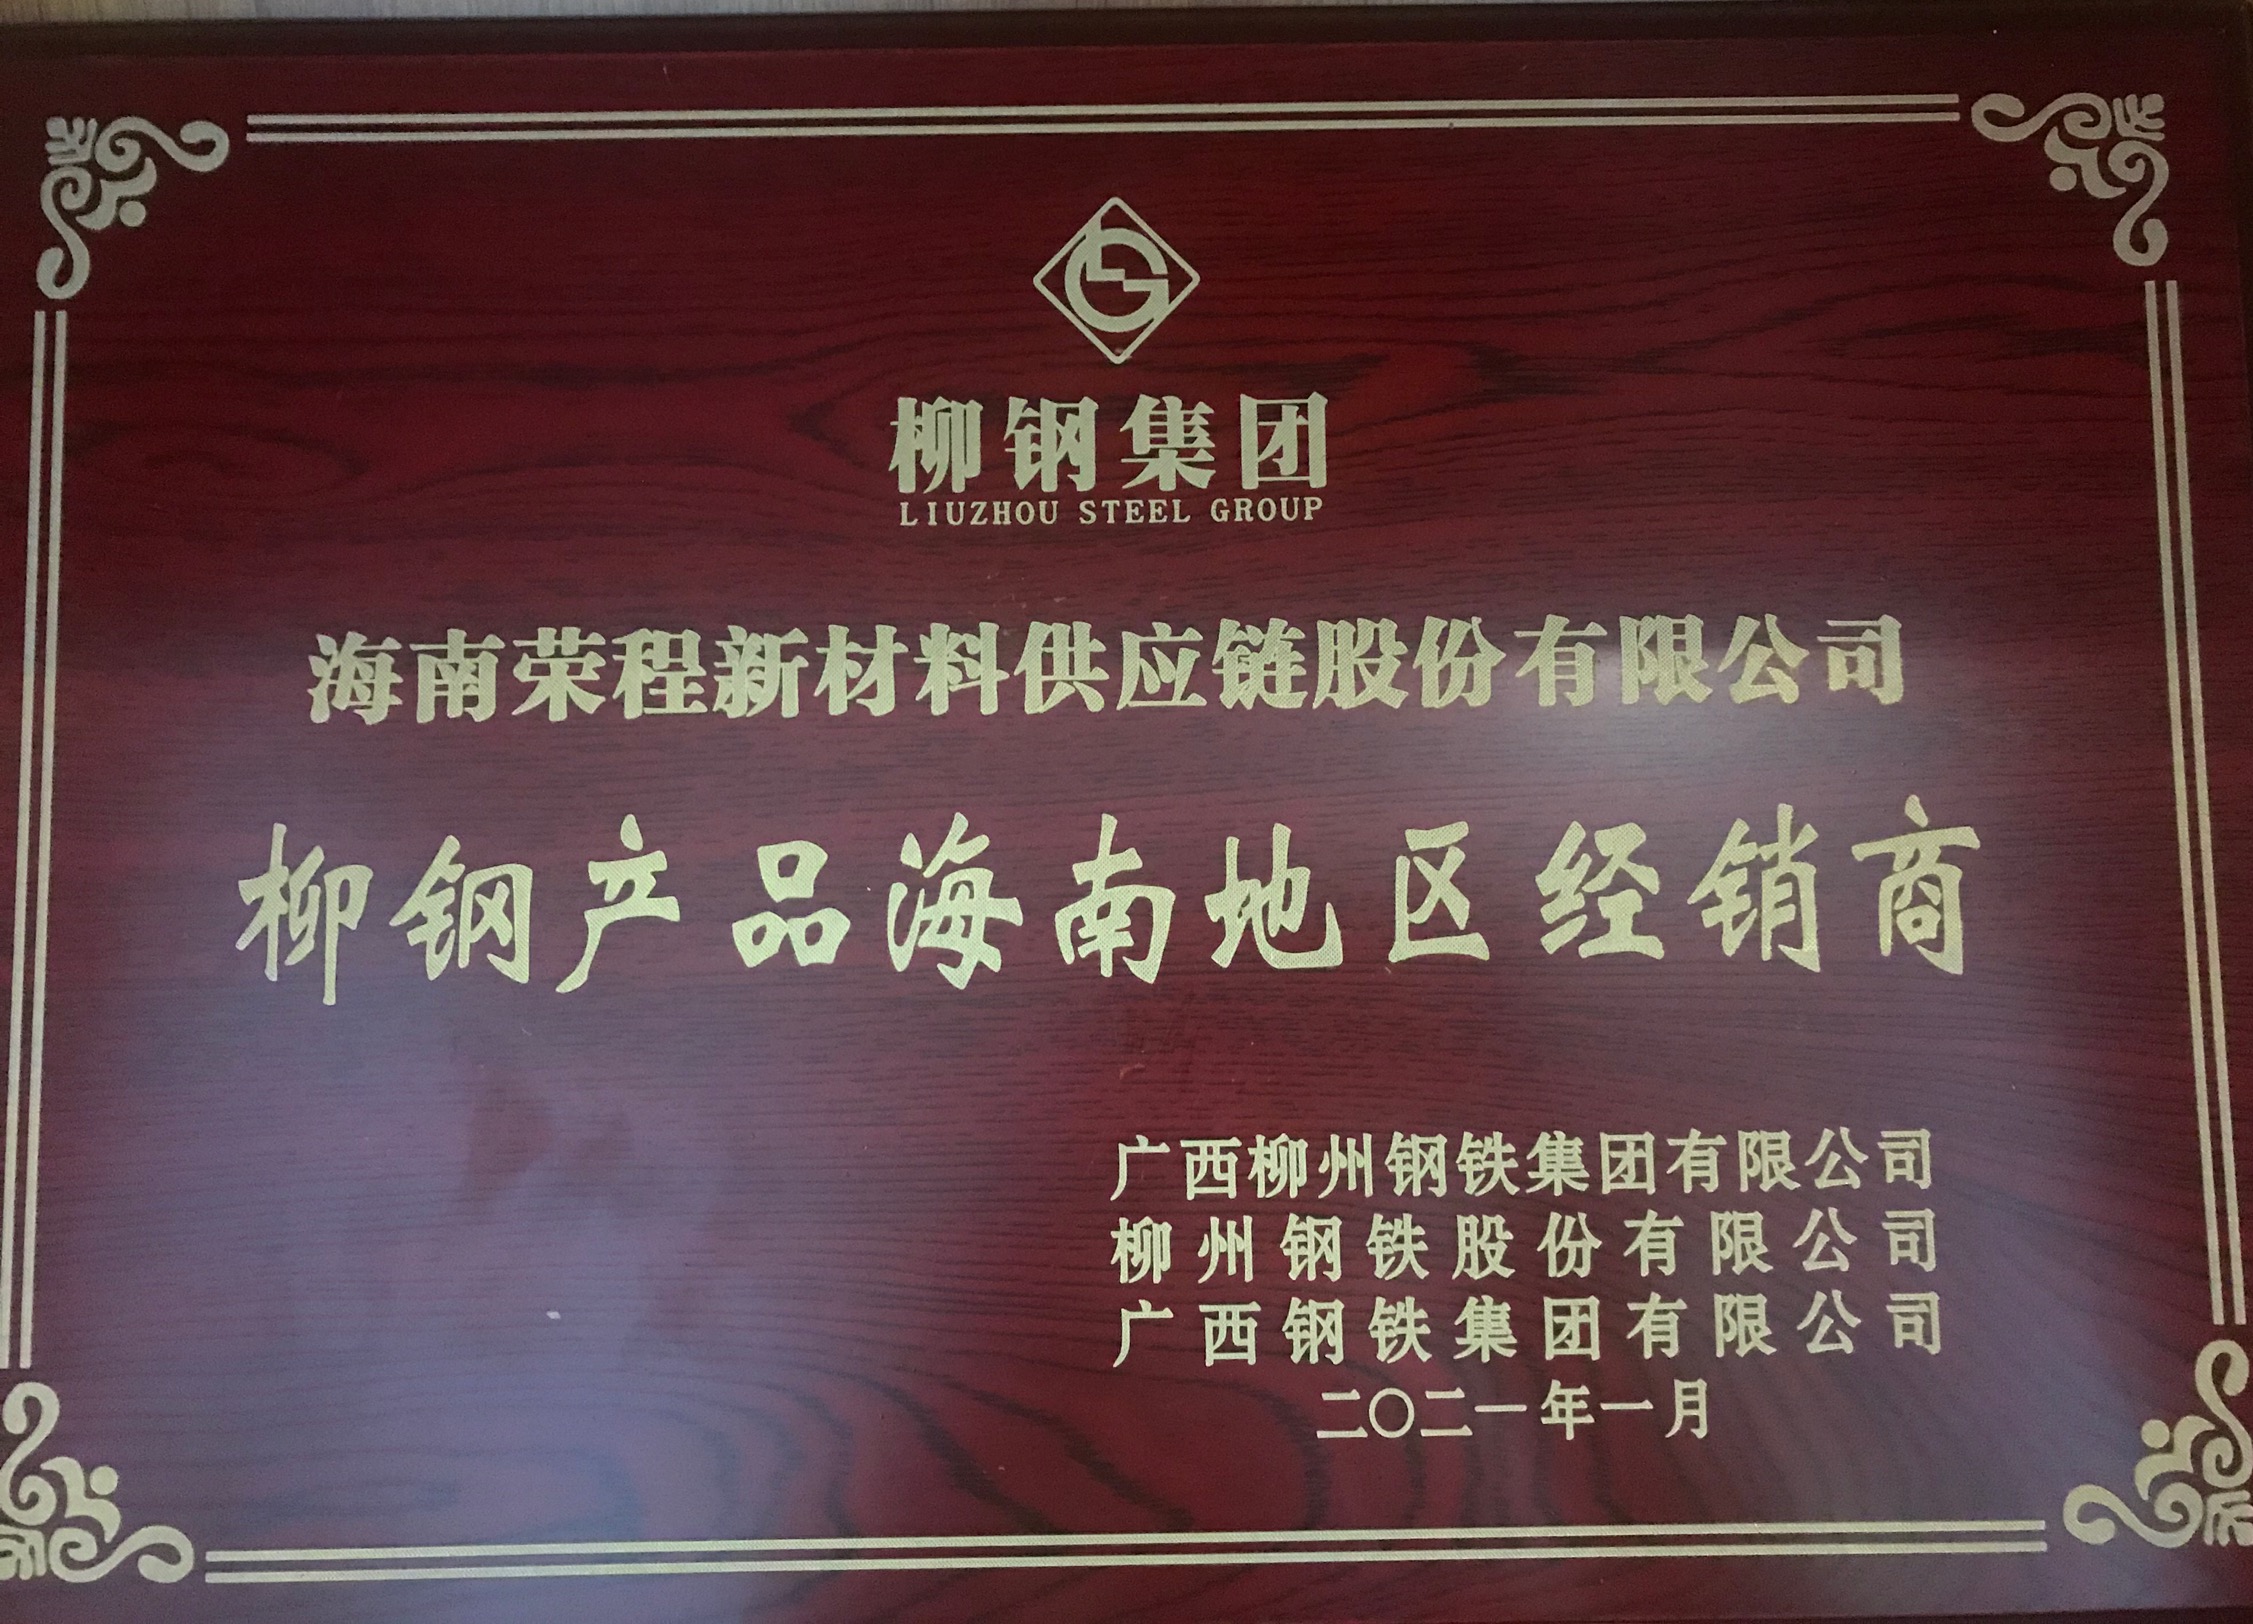 柳钢集团
LIUZHOU STEEL GROUP
海南荣程新材料供应链股份有限公司
柳钢产品海南地区经销商
广西柳州钢铁集团有限公司
柳州钢铁股份有限公司
广西钢铁集团有限公司
二〇二一年一月